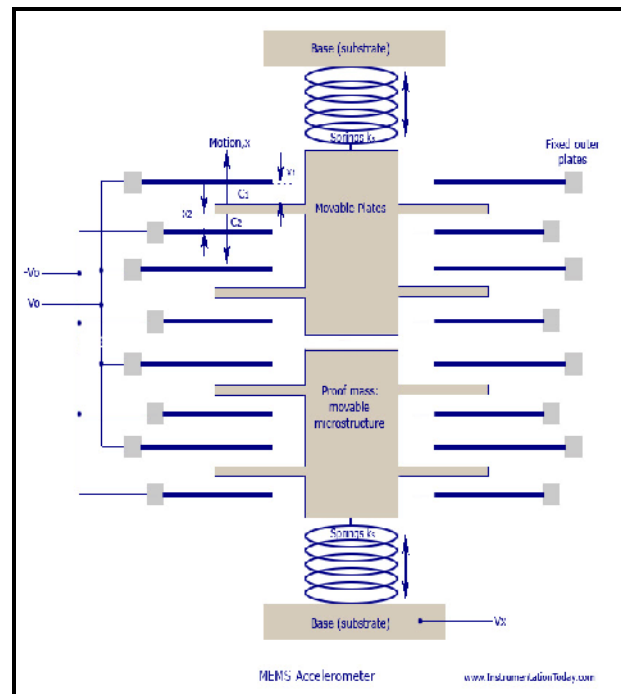 Base (substrate)
Springs kₛ
Motion,x
Fixed outer
plates
x₁
C₁
Movable Plates
x₂
C₂
-Vo
Vo
Proof mass:
movable
microstructure
Springs kₛ
Base (substrate)
Vx
MEMS Accelerometer
www.InstrumentationToday.com